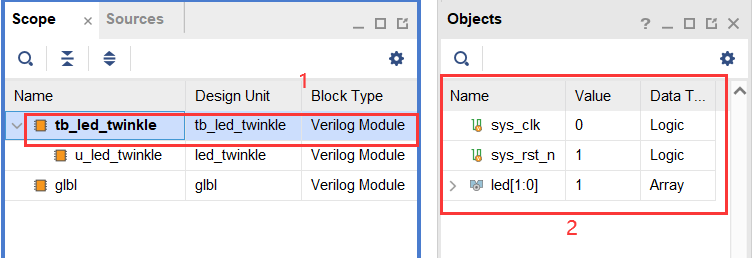 Scope × Sources
Objects
1
Name Design Unit Block Type
tb_led_twinkle tb_led_twinkle Verilog Module
u_led_twinkle led_twinkle Verilog Module
glbl glbl Verilog Module
Name Value Data T...
sys_clk 0 Logic
sys_rst_n 1 Logic
led[1:0] 1 Array
2